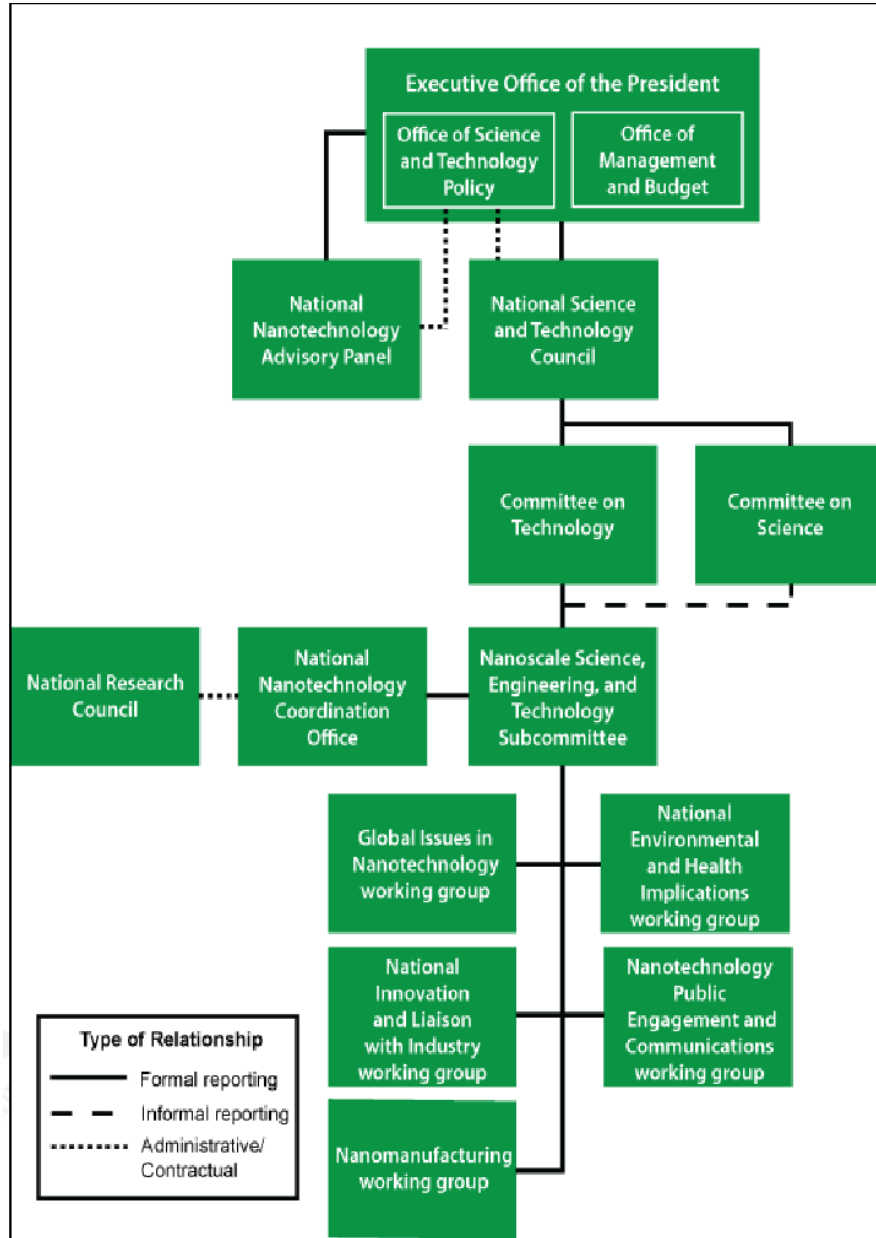 Executive Office of the President
Office of Science
and Technology
Policy
Office of
Management
and Budget
National
Nanotechnology
Advisory Panel
National Science
and Technology
Council
Committee on
Technology
Committee on
Science
National Research
Council
National
Nanotechnology
Coordination
Office
Nanoscale Science,
Engineering, and
Technology
Subcommittee
Global Issues in
Nanotechnology
working group
National
Environmental
and Health
Implications
working group
National
Innovation
and Liaison
with Industry
working group
Nanotechnology
Public
Engagement and
Communications
working group
Nanomanufacturing
working group
Type of Relationship
Formal reporting
Informal reporting
Administrative/
Contractual